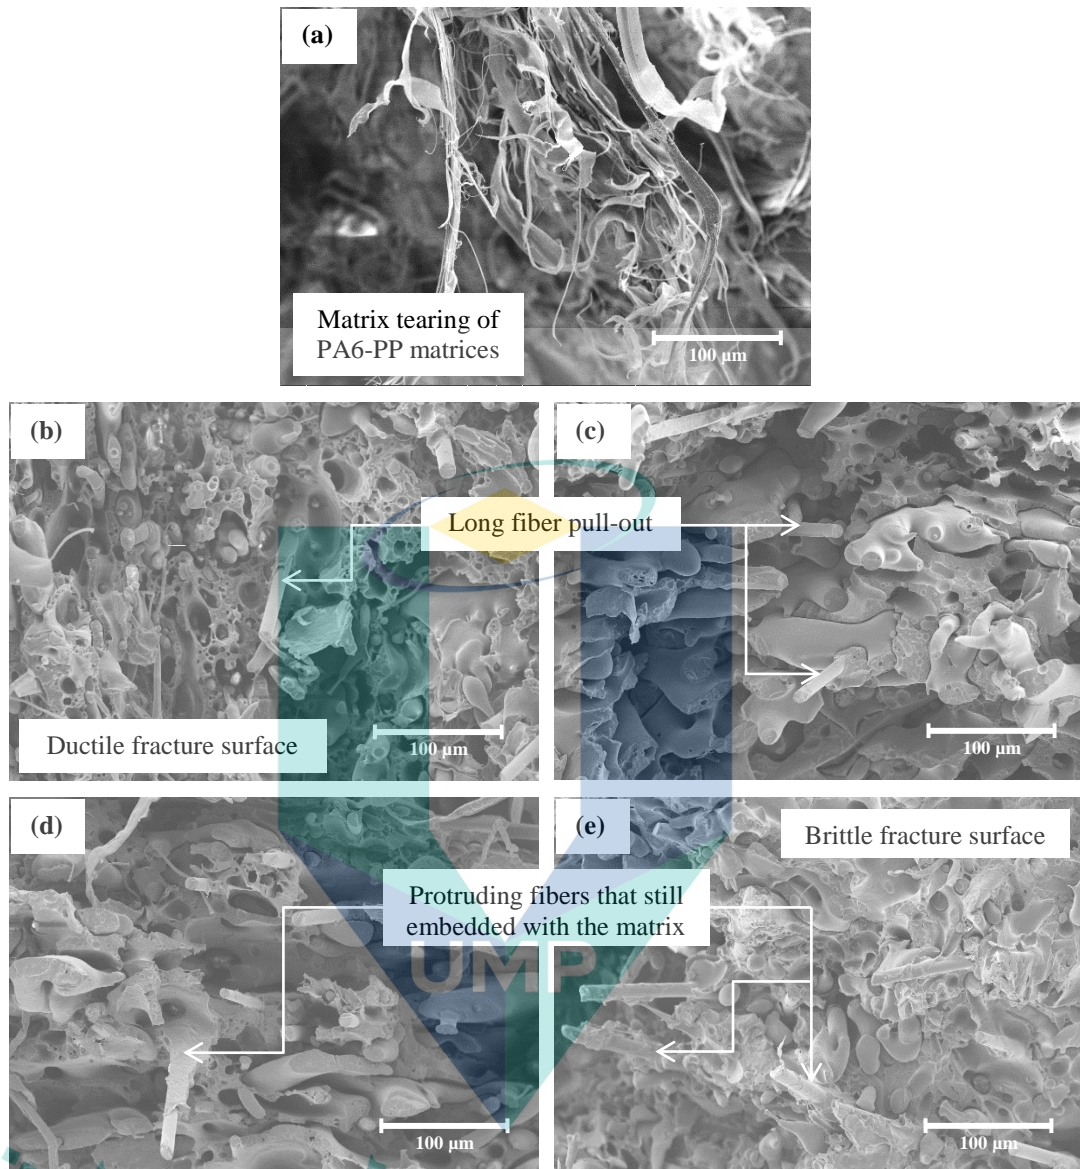 (a)
Matrix tearing of
PA6-PP matrices
100 µm
(b)
(c)
Long fiber pull-out
Ductile fracture surface
100 µm
100 µm
(d)
(e)
Brittle fracture surface
Protruding fibers that still
embedded with the matrix
UMP
100 µm
100 µm